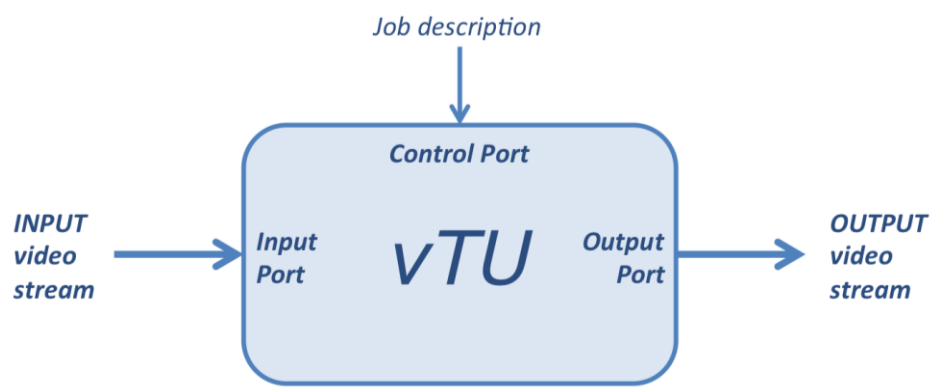 Job description
Control Port
INPUT
video
stream
Input
Port
vTU
Output
Port
OUTPUT
video
stream